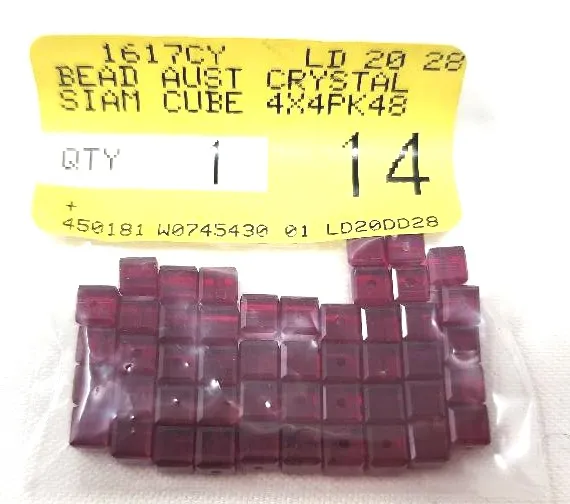 1617CY LD 20 28
BEAD AUST CRYSTAL
SIAM CUBE 4X4PK48
QTY 1 14
+
450181 W0745430 01 LD20DD28